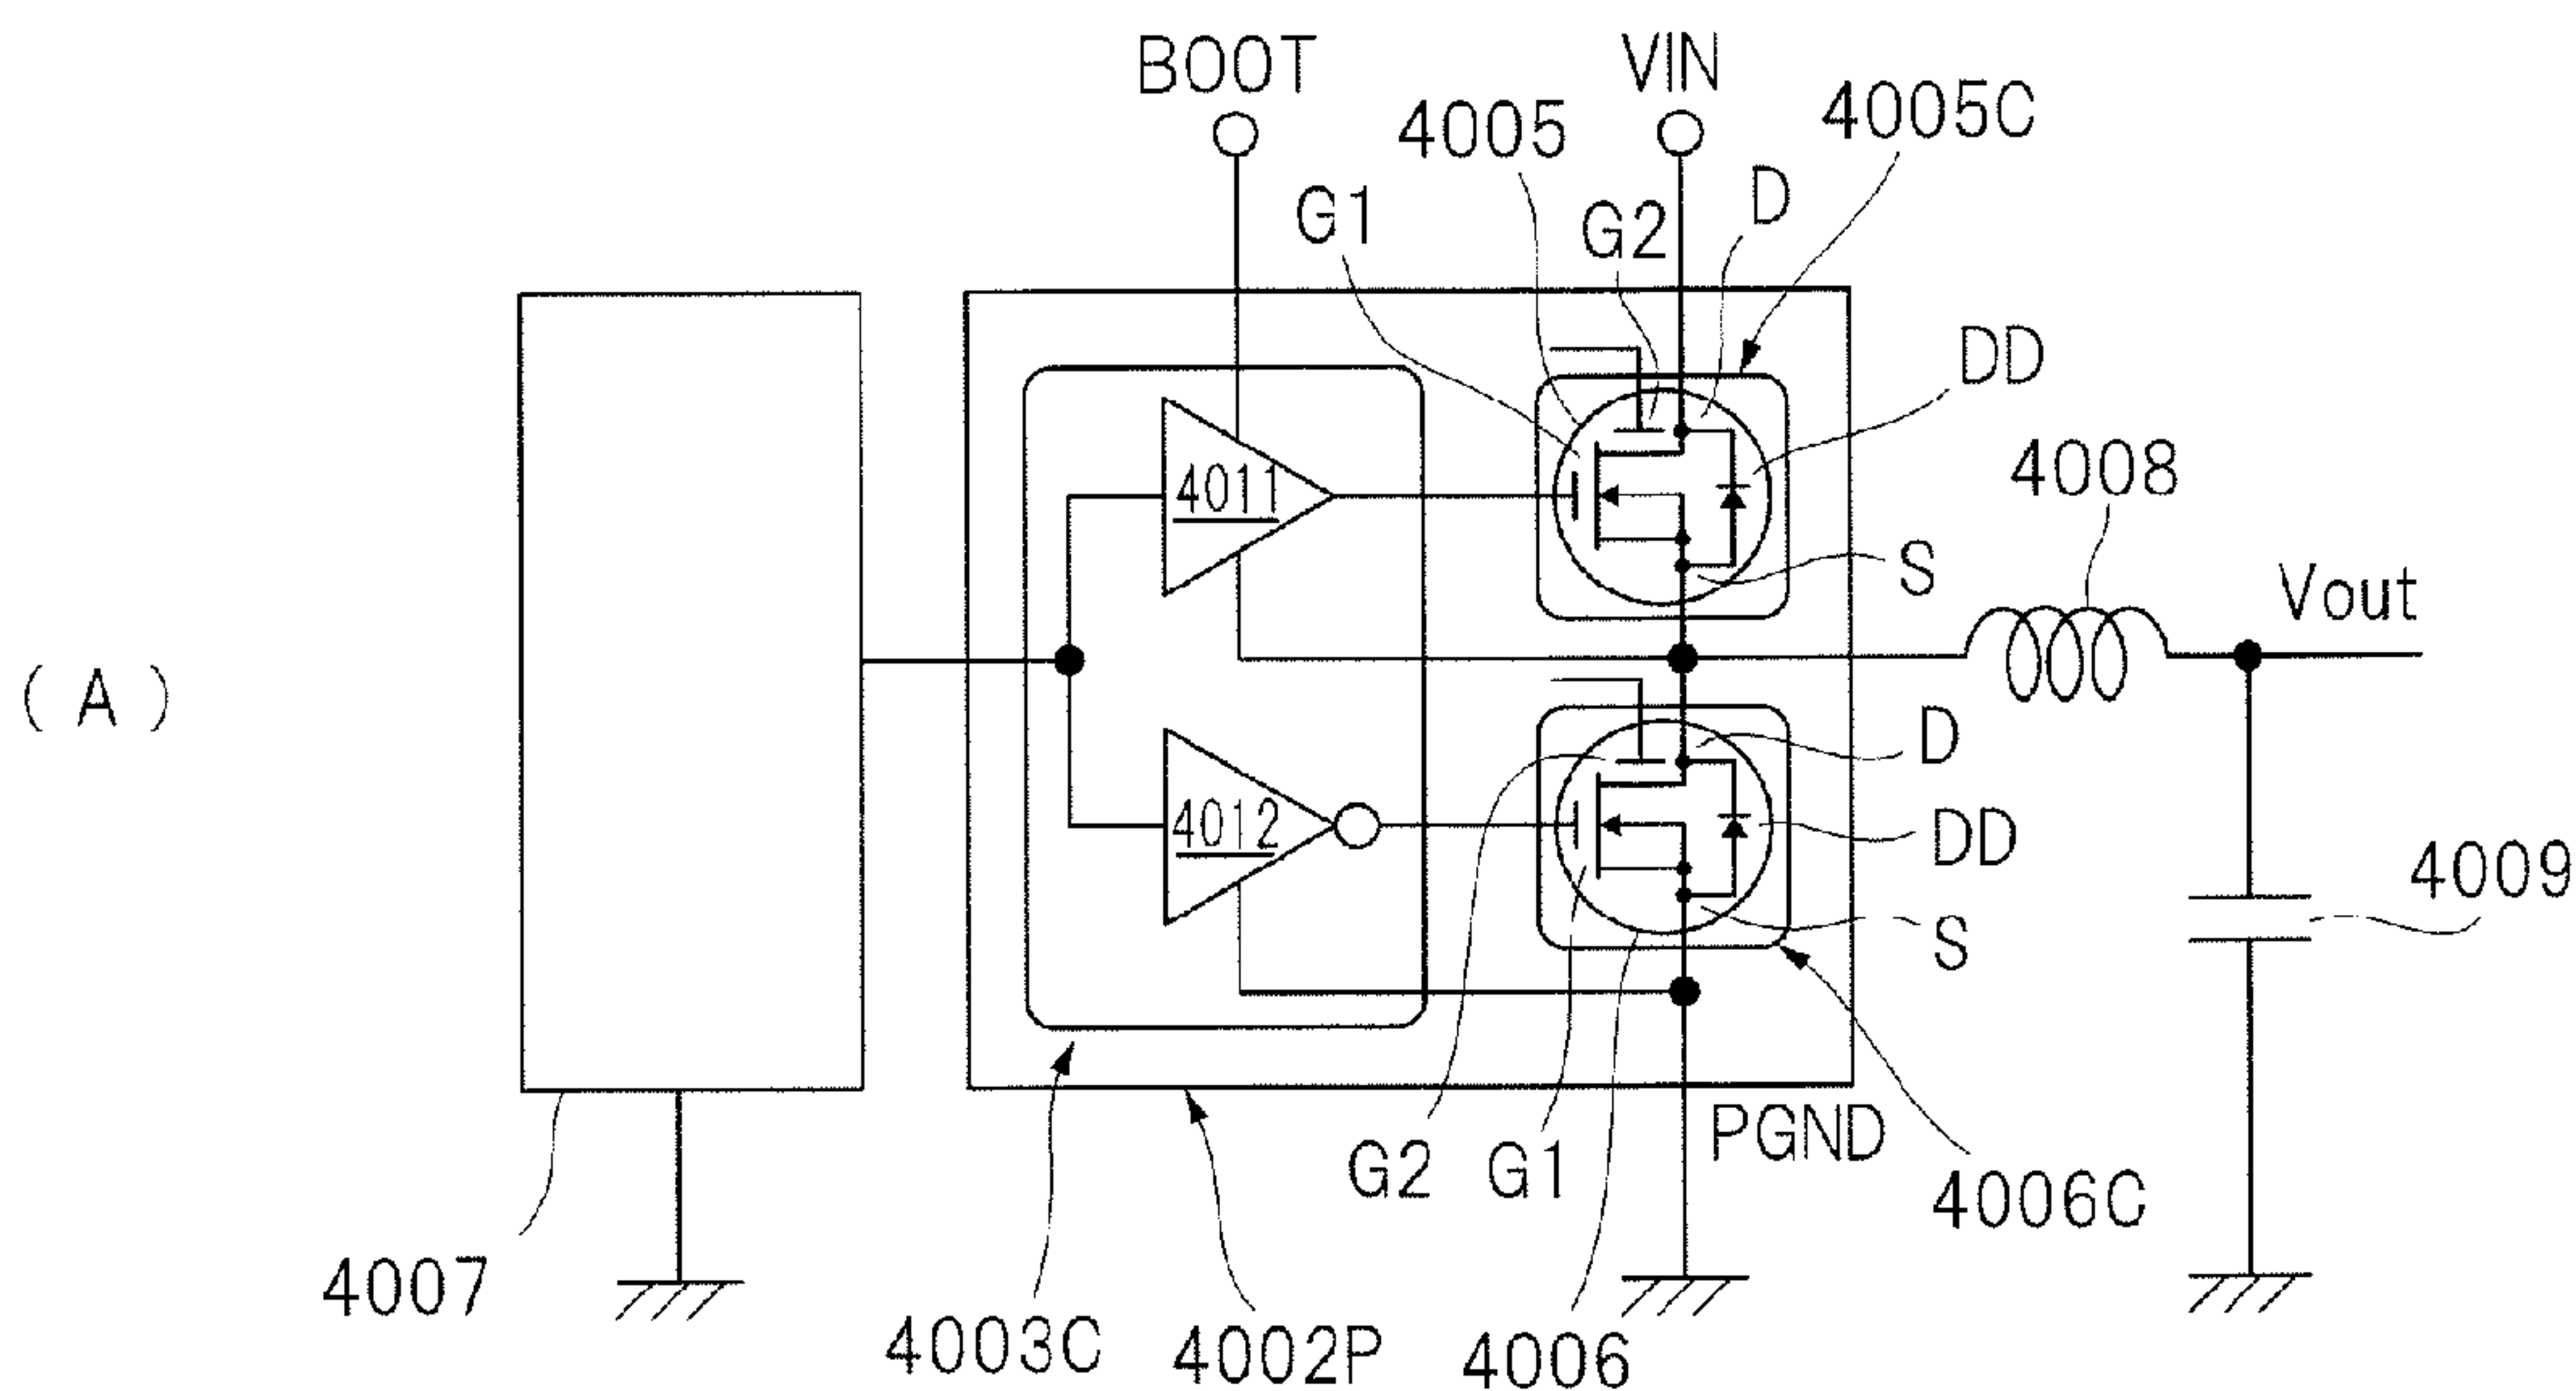 BOOT
VIN
4005
4005C
G1
G2
D
DD
4011
4008
S
Vout
( A )
D
4012
DD
4009
S
G2
G1
PGND
4006C
4007
4003C
4002P
4006